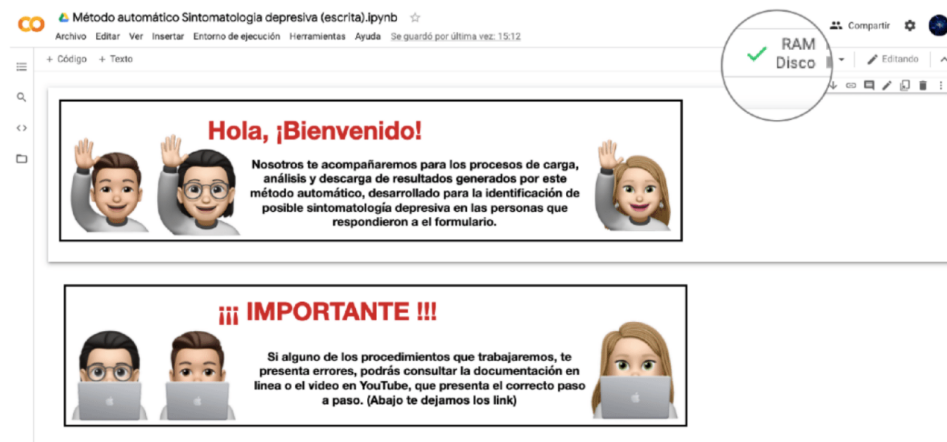 Método automático Sintomatologia depresiva (escrita).ipynb
Archivo Editar Ver Insertar Entorno de ejecución Herramientas Ayuda Se guardó por última vez: 15:12
Compartir
+ Código + Texto
RAM
Disco
Editando
Hola, ¡Bienvenido!
Nosotros te acompañaremos para los procesos de carga,
análisis y descarga de resultados generados por este
método automático, desarrollado para la identificación de
posible sintomatología depresiva en las personas que
respondieron a el formulario.
¡¡¡ IMPORTANTE !!!
Si alguno de los procedimientos que trabajaremos, te
presenta errores, podrás consultar la documentación en
línea o el video en YouTube, que presenta el correcto paso
a paso. (Abajo te dejamos los link)